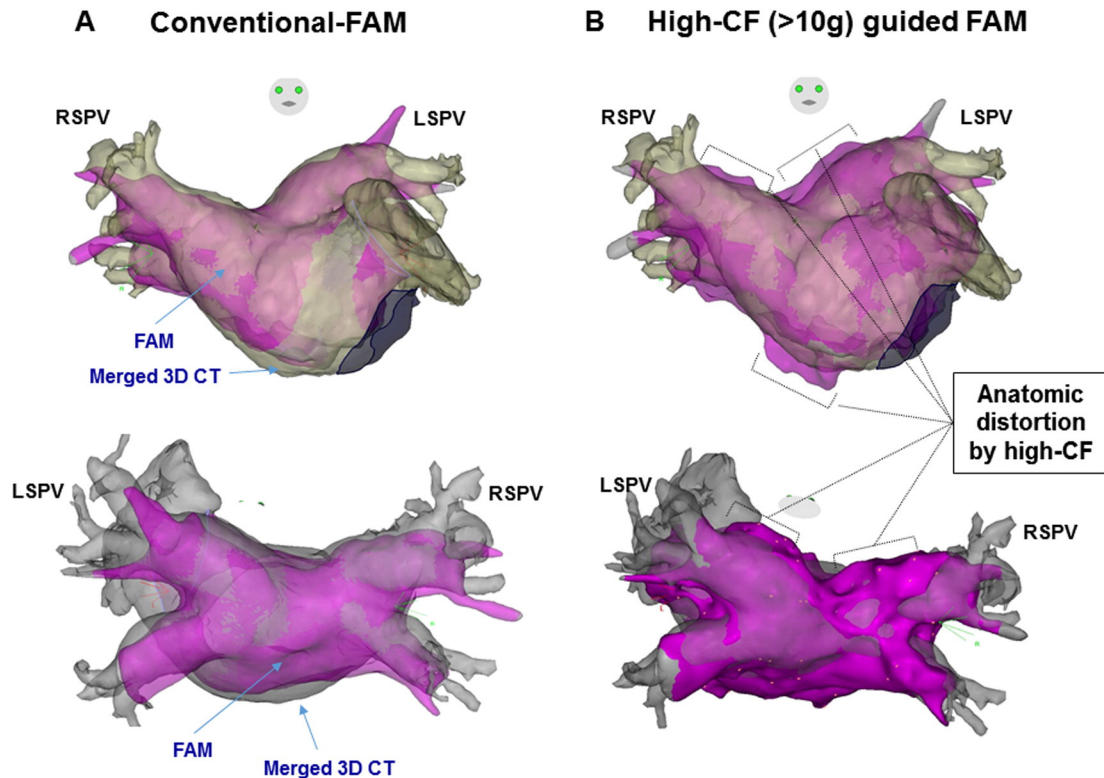 A Conventional-FAM
B High-CF (>10g) guided FAM
RSPV
LSPV
FAM
Merged 3D CT
RSPV
LSPV
Anatomic
distortion
by high-CF
LSPV
RSPV
FAM
Merged 3D CT
LSPV
RSPV